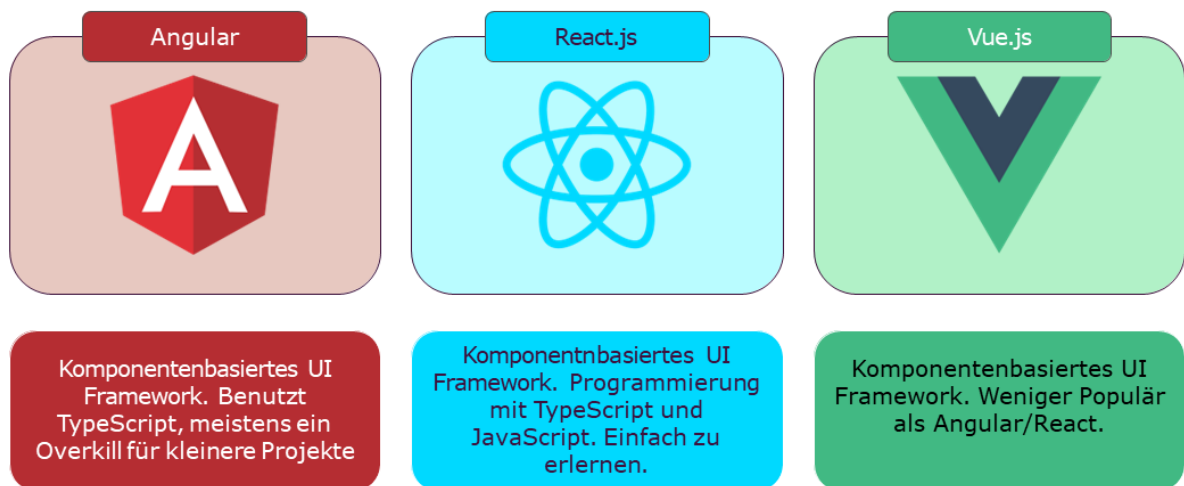 Angular
React.js
Vue.js
A
Komponentenbasiertes UI
Framework. Benutzt
TypeScript, meistens ein
Overkill für kleinere Projekte
Komponentnbasiertes UI
Framework. Programmierung
mit TypeScript und
JavaScript. Einfach zu
erlernen.
Komponentenbasiertes UI
Framework. Weniger Populär
als Angular/React.